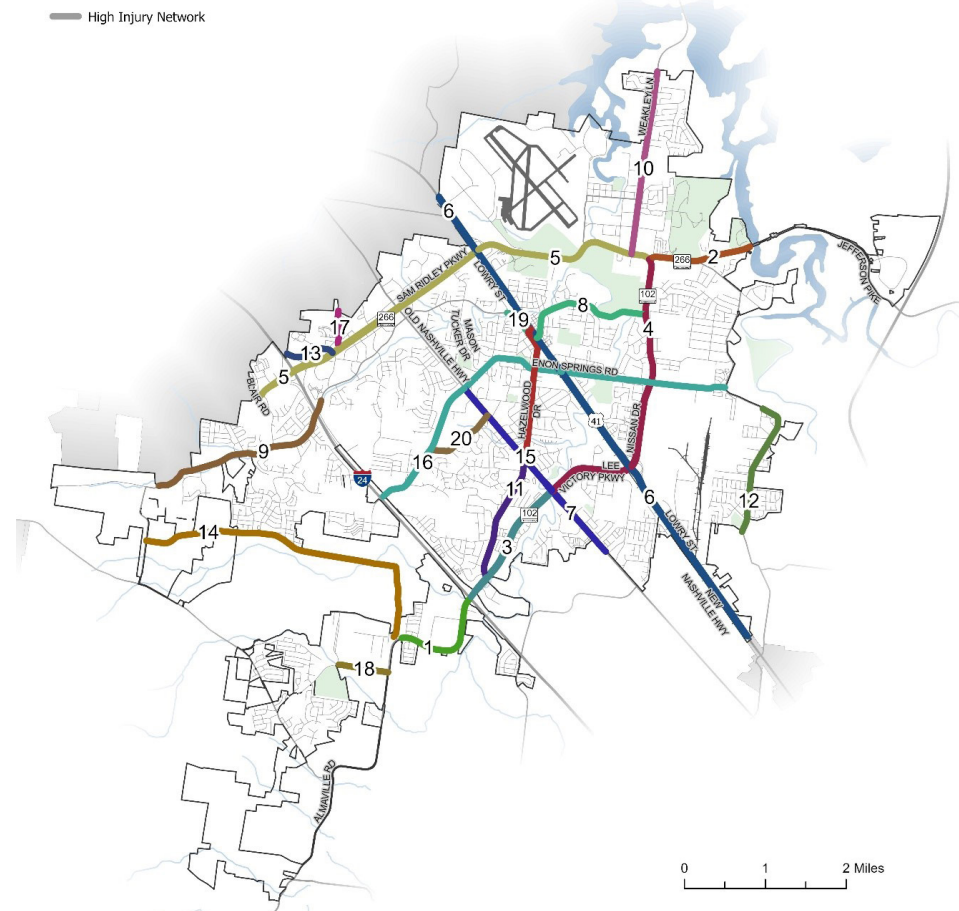 High Injury Network
WEAKLEY LN
10
6
5
266
2
JEFFERSON PIKE
SAM RIDLEY PKWY
LOWRY ST
102
8
4
19
17
266
OLD NASHVILLE HWY
MASON
TUCKER DR
13
5
BLAIR RD
ENON SPRINGS RD
HAZELWOOD
DR
41
NISSAN DR
9
20
16
15
LEE
VICTORY PKWY
24
11
102
7
6
12
LOWRY ST
14
3
NEW
NASHVILLE HWY
1
18
ALMAVILLE RD
0
1
2 Miles